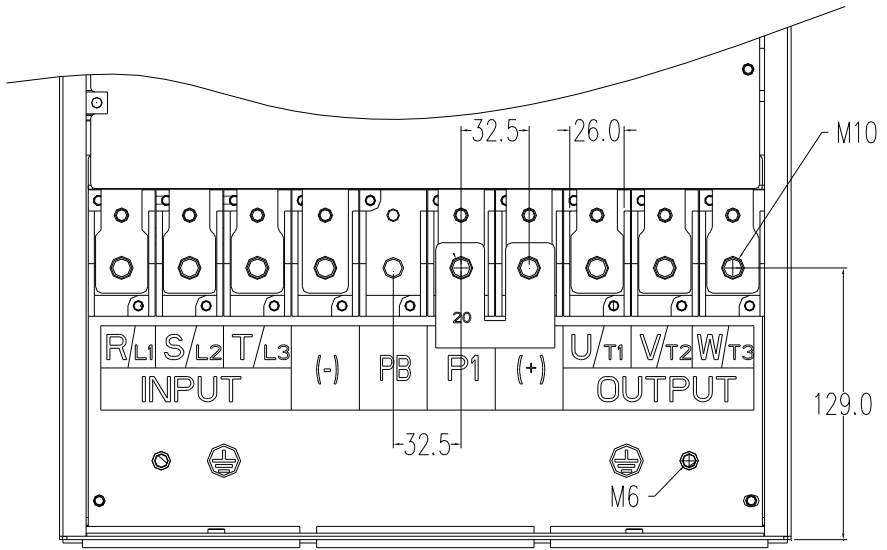 32.5
26.0
M10
20
R/L1 S/L2 T/L3 (-) PB P1 (+) U/T1 V/T2 W/T3
INPUT OUTPUT
129.0
32.5
M6